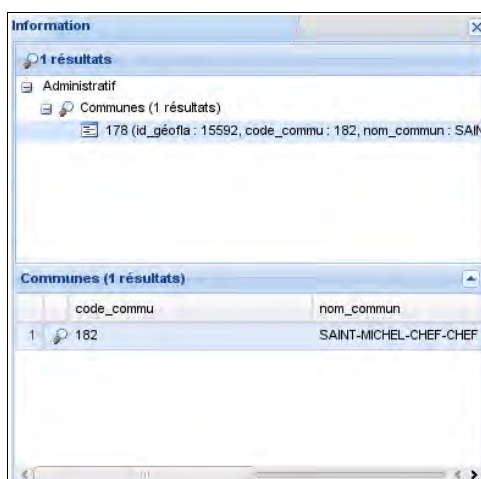 Information
1 résultats
Administratif
Communes (1 résultats)
178 (id_géofla : 15592, code_commu : 182, nom_commun : SAIN
Communes (1 résultats)
code_commu nom_commun
1 182 SAINT-MICHEL-CHEF-CHEF